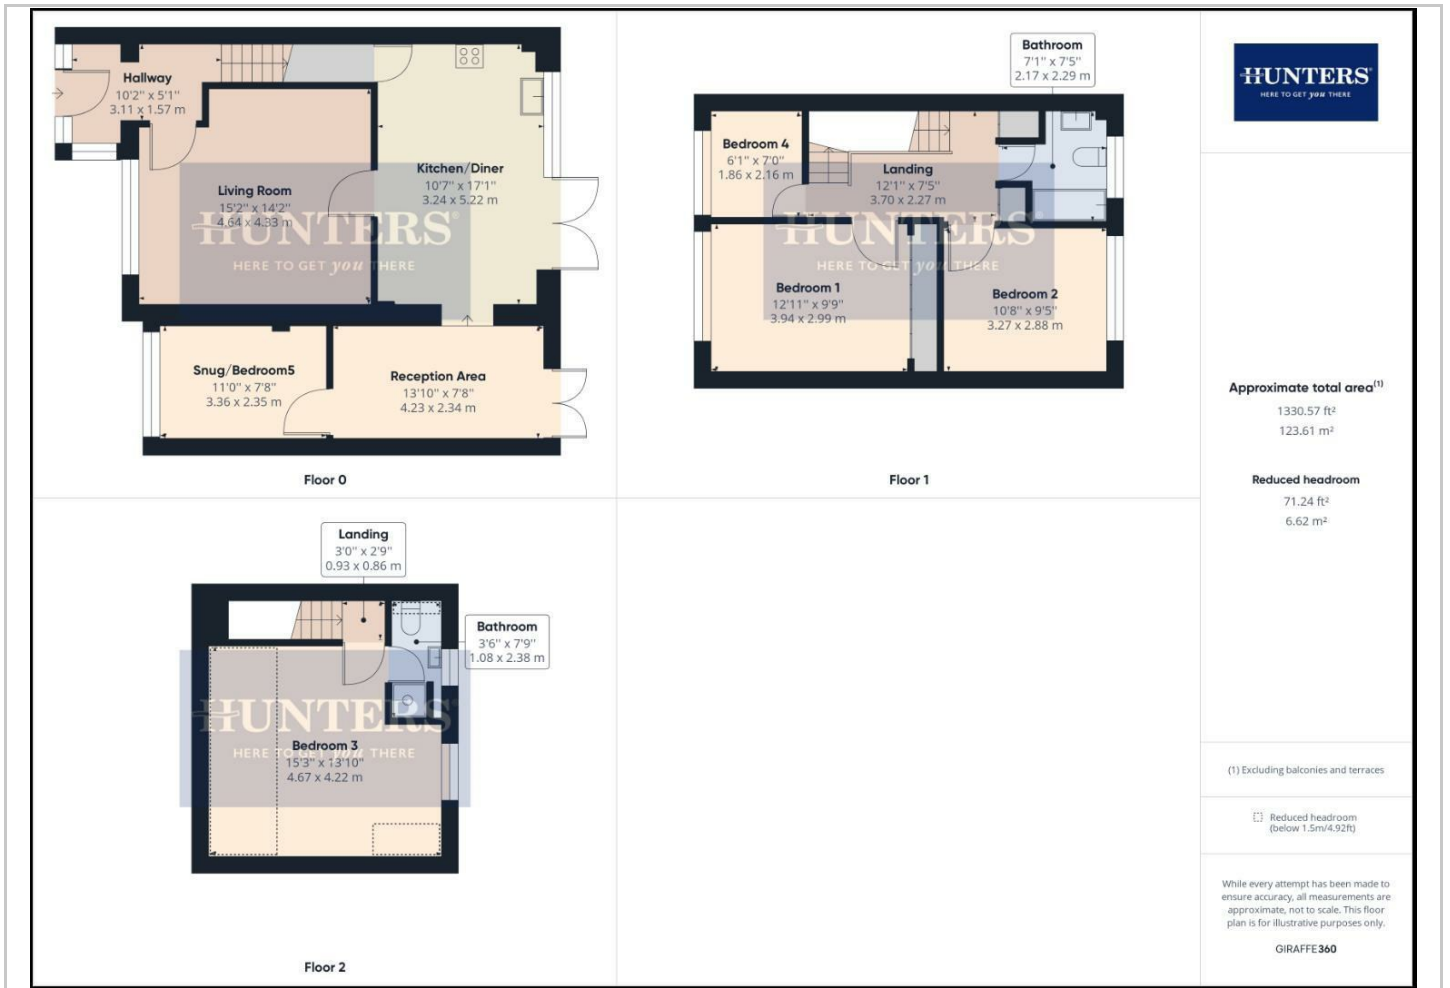 Hallway
10'2" x 5'1"
3.11 x 1.57 m
Living Room
15'2" x 14'2"
4.64 x 4.33 m
Kitchen/Diner
10'7" x 17'1"
3.24 x 5.22 m
HUNTERS®
HERE TO GET you THERE
Snug/Bedroom5
11'0" x 7'8"
3.36 x 2.35 m
Reception Area
13'10" x 7'8"
4.23 x 2.34 m
Floor 0
Bathroom
7'1" x 7'5"
2.17 x 2.29 m
Bedroom 4
6'1" x 7'0"
1.86 x 2.16 m
Landing
12'1" x 7'5"
3.70 x 2.27 m
HUNTERS®
HERE TO GET you THERE
Bedroom 1
12'11" x 9'9"
3.94 x 2.99 m
Bedroom 2
10'8" x 9'5"
3.27 x 2.88 m
Floor 1
Landing
3'0" x 2'9"
0.93 x 0.86 m
Bathroom
3'6" x 7'9"
1.08 x 2.38 m
HUNTERS®
HERE TO GET you THERE
Bedroom 3
15'3" x 13'10"
4.67 x 4.22 m
Floor 2
HUNTERS®
HERE TO GET you THERE
Approximate total area(1)
1330.57 ft²
123.61 m²
Reduced headroom
71.24 ft²
6.62 m²
(1) Excluding balconies and terraces
Reduced headroom
(below 1.5m/4.92ft)
While every attempt has been made to
ensure accuracy, all measurements are
approximate, not to scale. This floor
plan is for illustrative purposes only.
GIRAFFE360